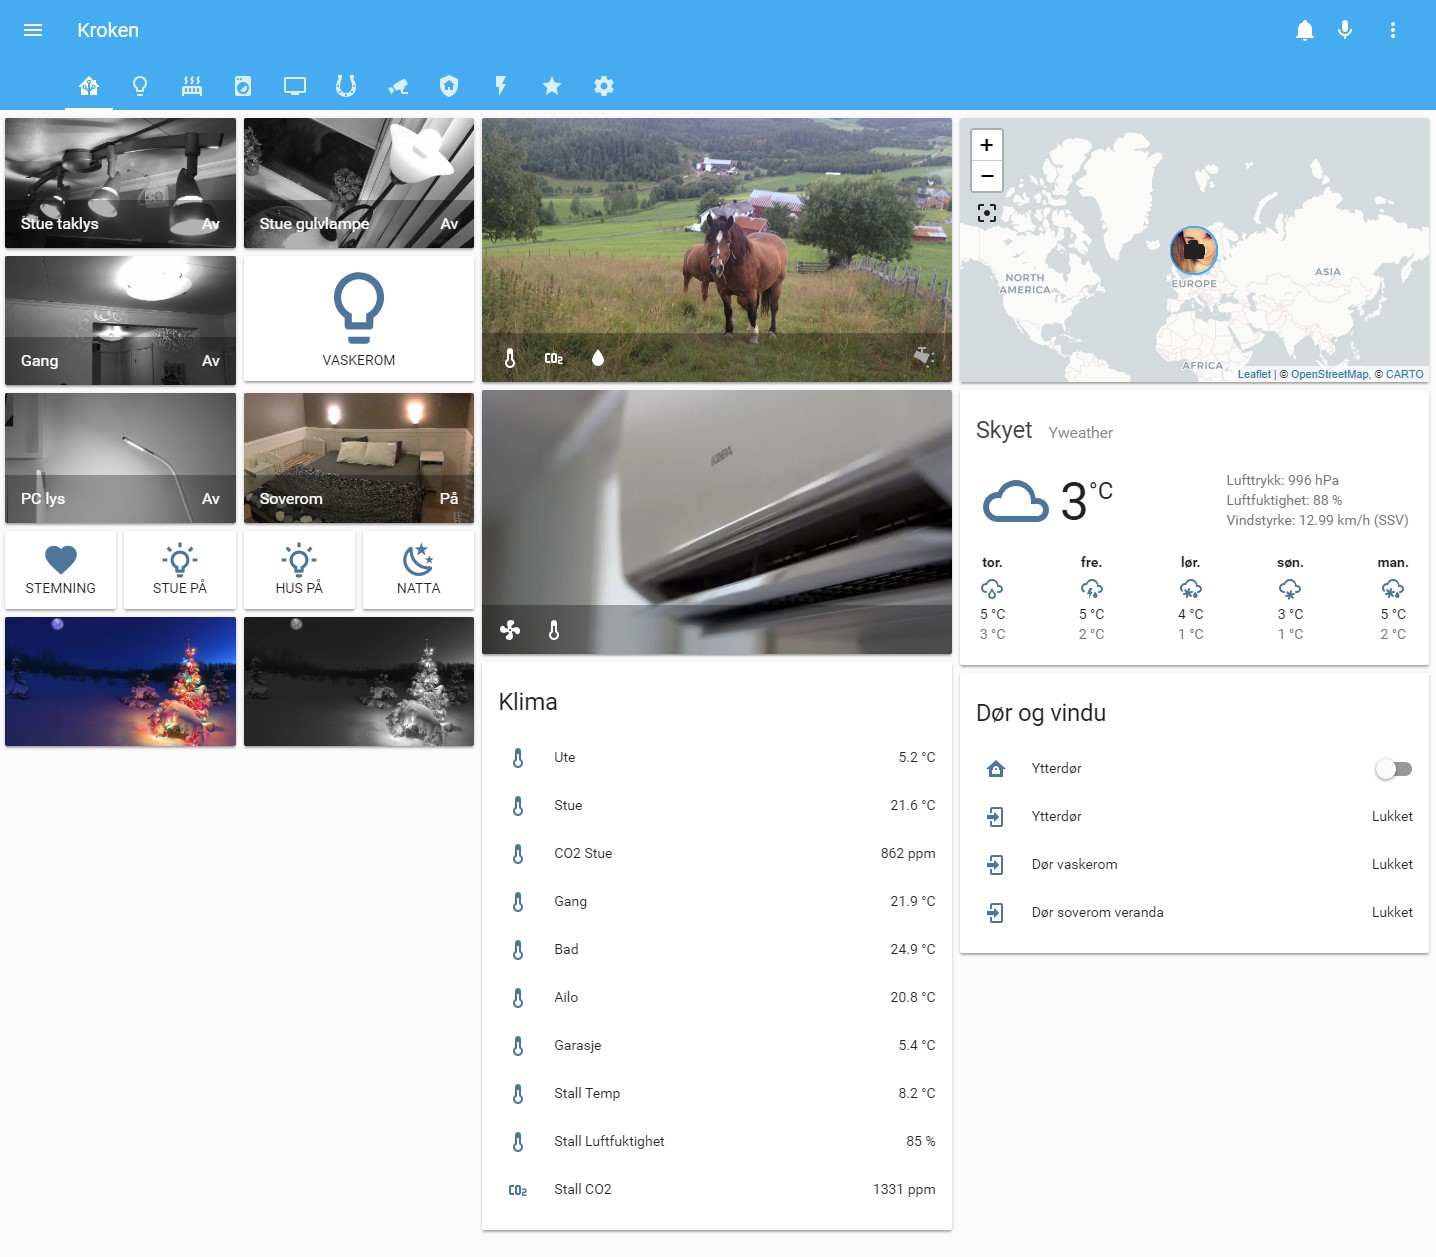 Kroken
Stue taklys Av
Stue gulvlampe Av
Gang Av
VASKEROM
PC lys Av
Soverom På
STEMNING
STUE PÅ
HUS PÅ
NATTA
CO2
Klima
Ute 5.2 °C
Stue 21.6 °C
CO2 Stue 862 ppm
Gang 21.9 °C
Bad 24.9 °C
Ailo 20.8 °C
Garasje 5.4 °C
Stall Temp 8.2 °C
Stall Luftfuktighet 85 %
CO2 Stall CO2 1331 ppm
+
−
NORTH
AMERICA
EUROPE
ASIA
AFRICA
Leaflet | © OpenStreetMap, © CARTO
Skyet Yweather
3 °C
Lufttrykk: 996 hPa
Luftfuktighet: 88 %
Vindstyrke: 12.99 km/h (SSV)
tor. fre. lør. søn. man.
5 °C 5 °C 4 °C 3 °C 5 °C
3 °C 2 °C 1 °C 1 °C 2 °C
Dør og vindu
Ytterdør
Ytterdør Lukket
Dør vaskerom Lukket
Dør soverom veranda Lukket